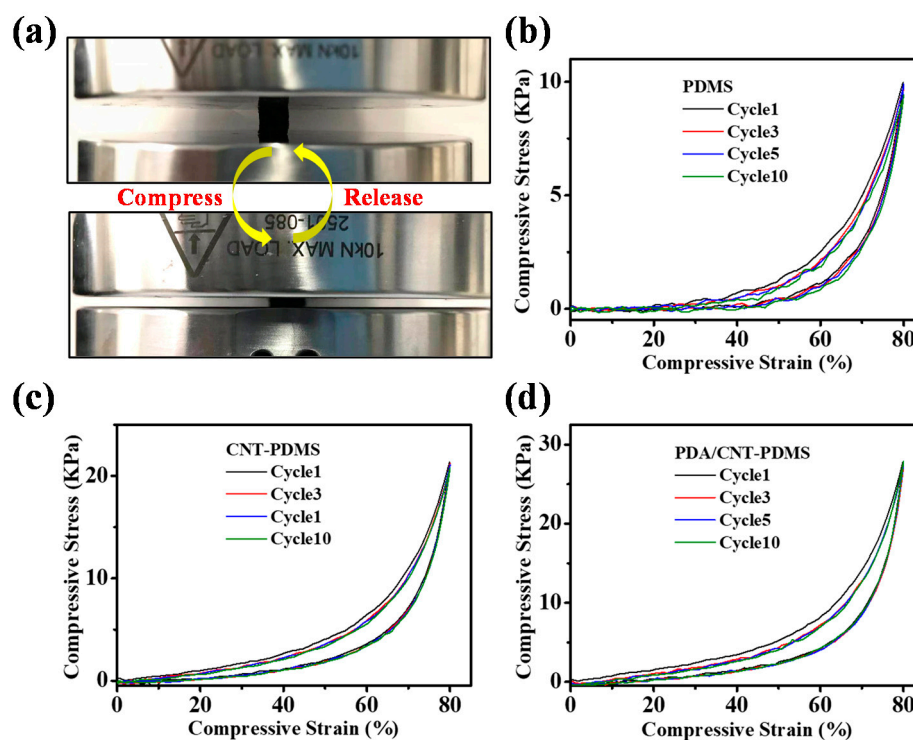 (a)
10kN MAX. LOAD
Compress
Release
2501-085
10kN MAX. LOAD
(b)
Compressive Stress (KPa)
10
5
0
PDMS
Cycle1
Cycle3
Cycle5
Cycle10
0 20 40 60 80
Compressive Strain (%)
(c)
Compressive Stress (KPa)
20
10
0
CNT-PDMS
Cycle1
Cycle3
Cycle1
Cycle10
0 20 40 60 80
Compressive Strain (%)
(d)
Compressive Stress (KPa)
30
20
10
0
PDA/CNT-PDMS
Cycle1
Cycle3
Cycle5
Cycle10
0 20 40 60 80
Compressive Strain (%)